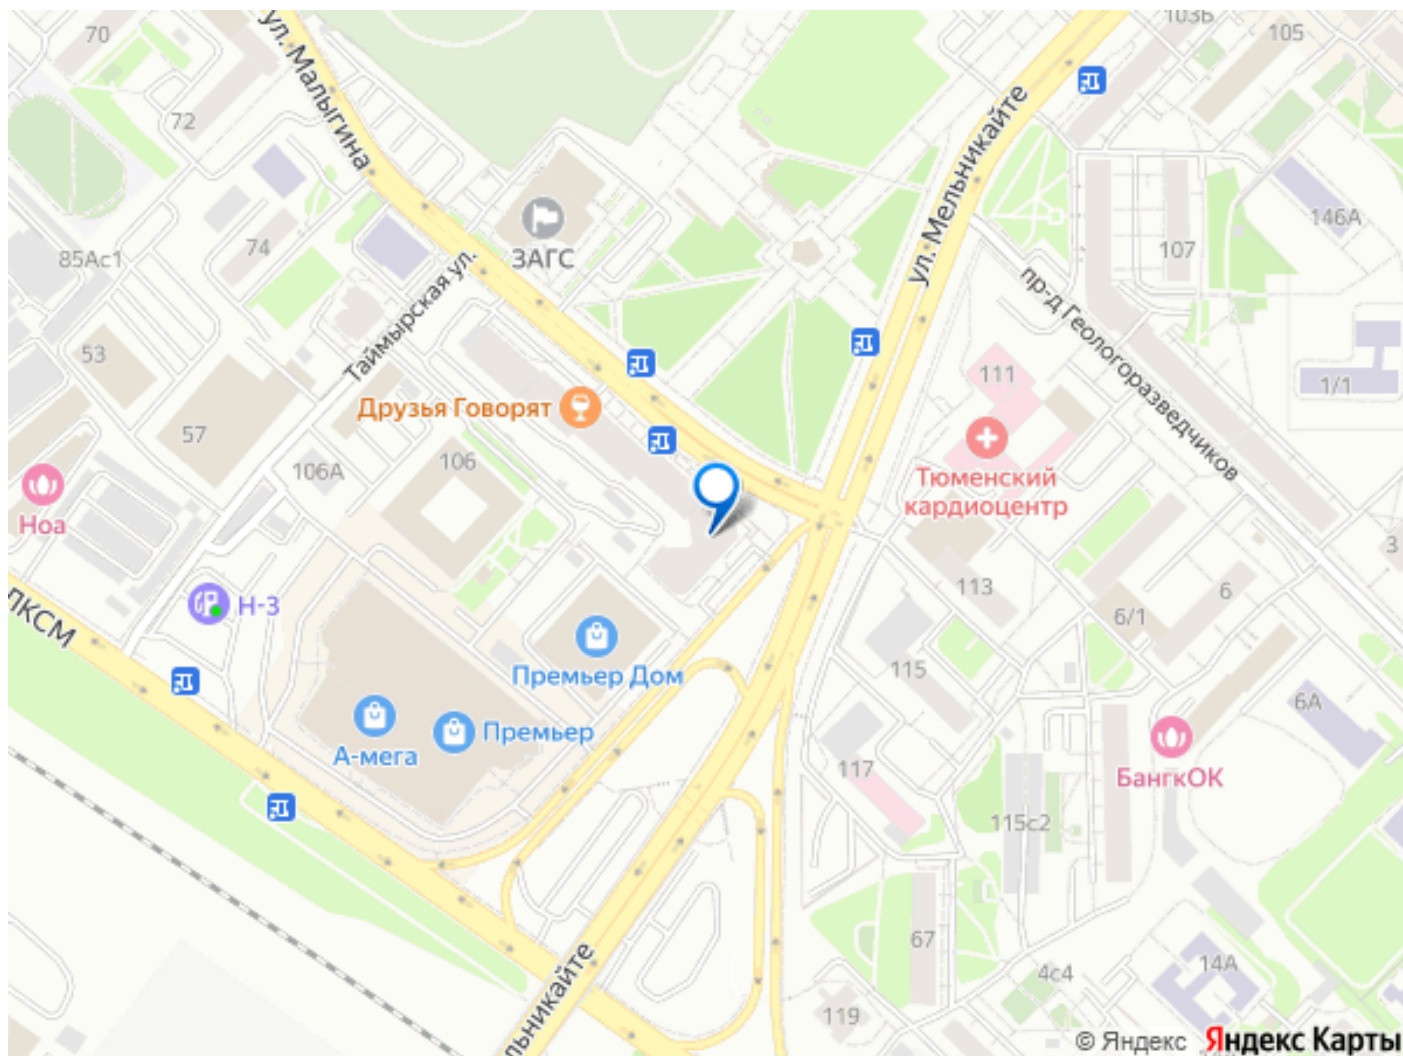 70
ул. Малыгина
72
ул. Мельникайте
103Б
105
146А
107
85Ас1
74
ЗАГС
Таймырская ул.
пр-д Геологоразведчиков
53
111
1/1
Друзья Говорят
57
106А
106
Тюменский
кардиоцентр
Ноа
3
ЛКСМ
Н-3
113
6
6/1
Премьер Дом
115
6А
Премьер
А-мега
117
БангкОК
115с2
67
14А
4с4
льникайте
119
© Яндекс Яндекс Карты